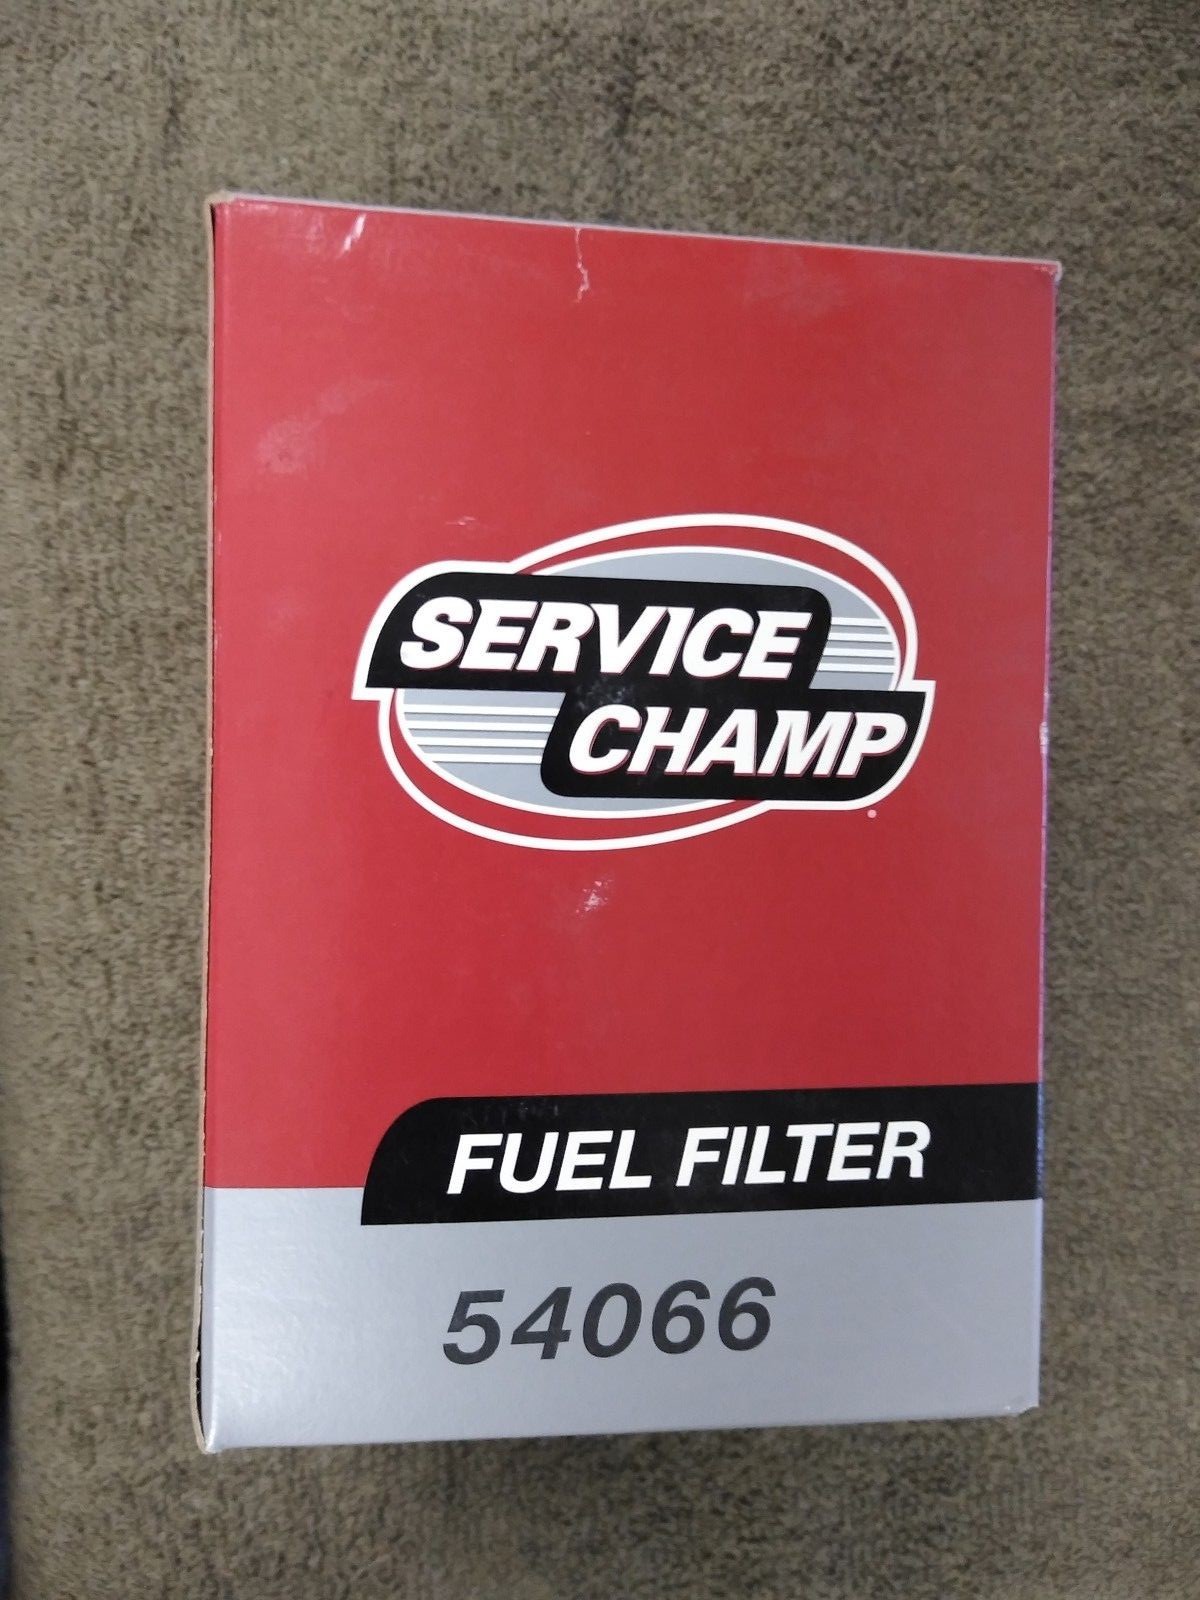 SERVICE
CHAMP
FUEL FILTER
54066